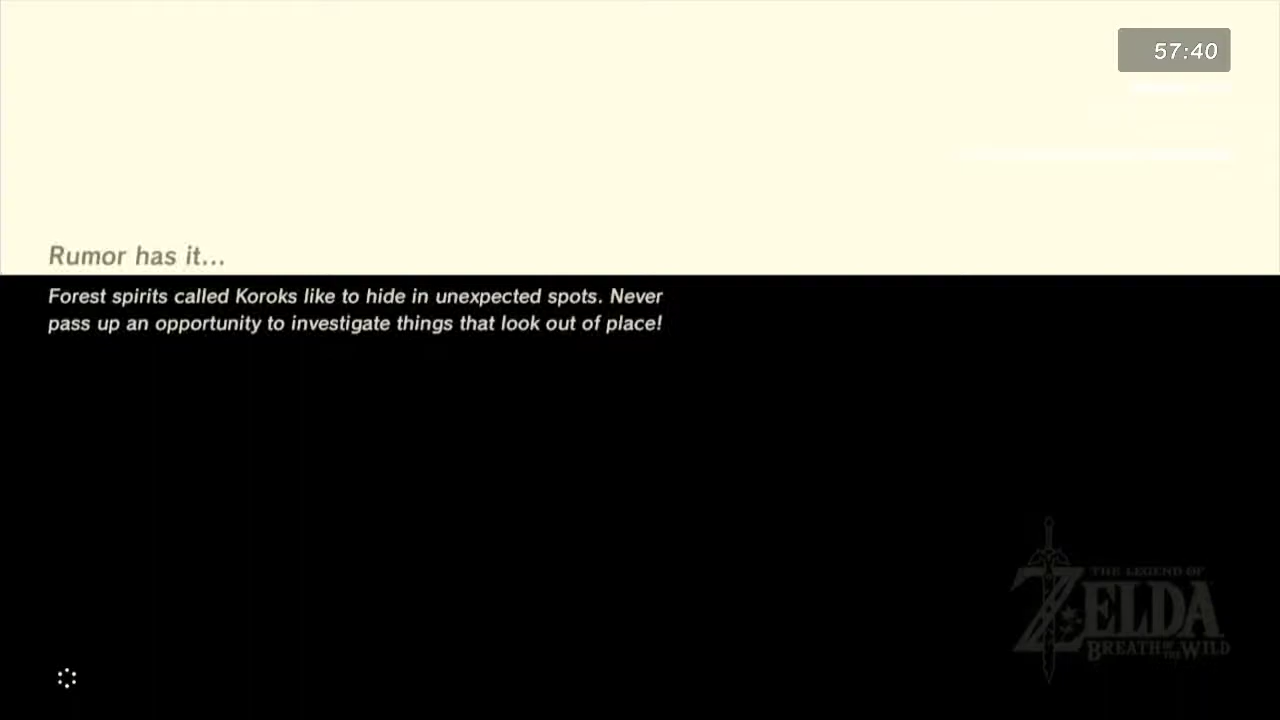 57:40
Rumor has it...
Forest spirits called Koroks like to hide in unexpected spots. Never
pass up an opportunity to investigate things that look out of place!
THE LEGEND OF
ZELDA
BREATH OF THE WILD